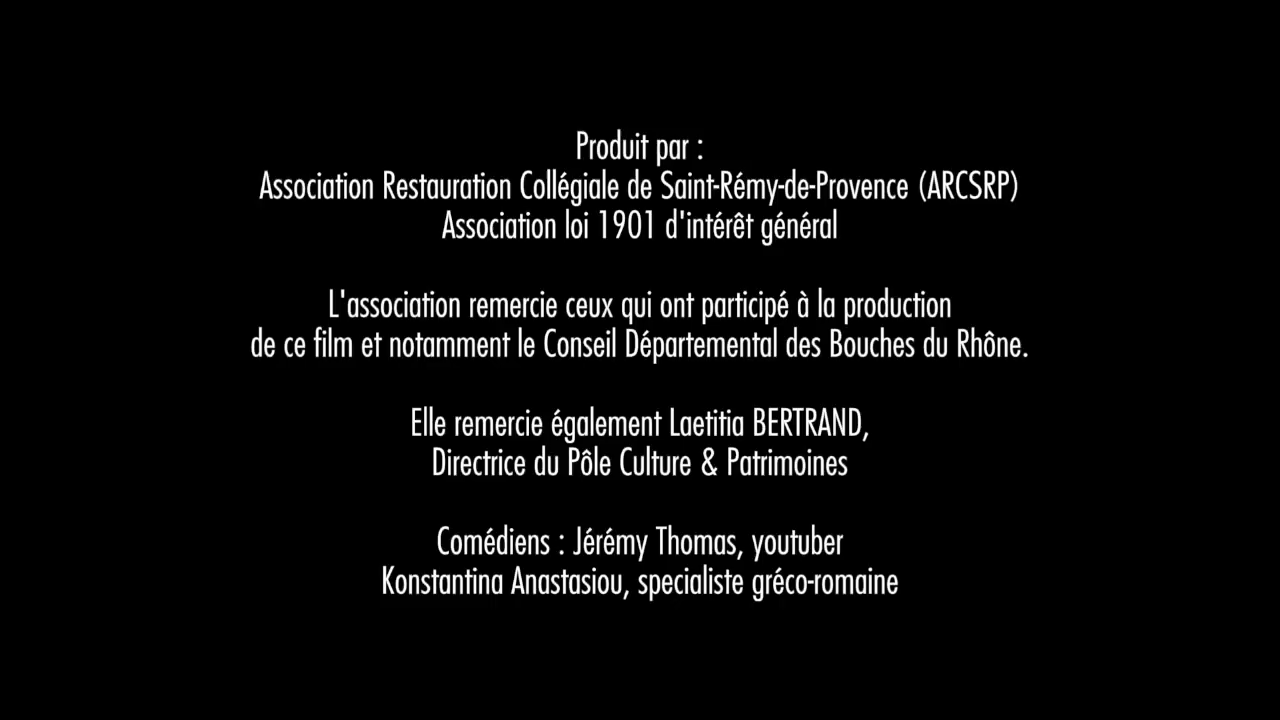 Produit par :
Association Restauration Collégiale de Saint-Rémy-de-Provence (ARCSRP)
Association loi 1901 d'intérêt général
L'association remercie ceux qui ont participé à la production
de ce film et notamment le Conseil Départemental des Bouches du Rhône.
Elle remercie également Laetitia BERTRAND,
Directrice du Pôle Culture & Patrimoines
Comédiens : Jérémy Thomas, youtuber
Konstantina Anastasiou, specialiste gréco-romaine